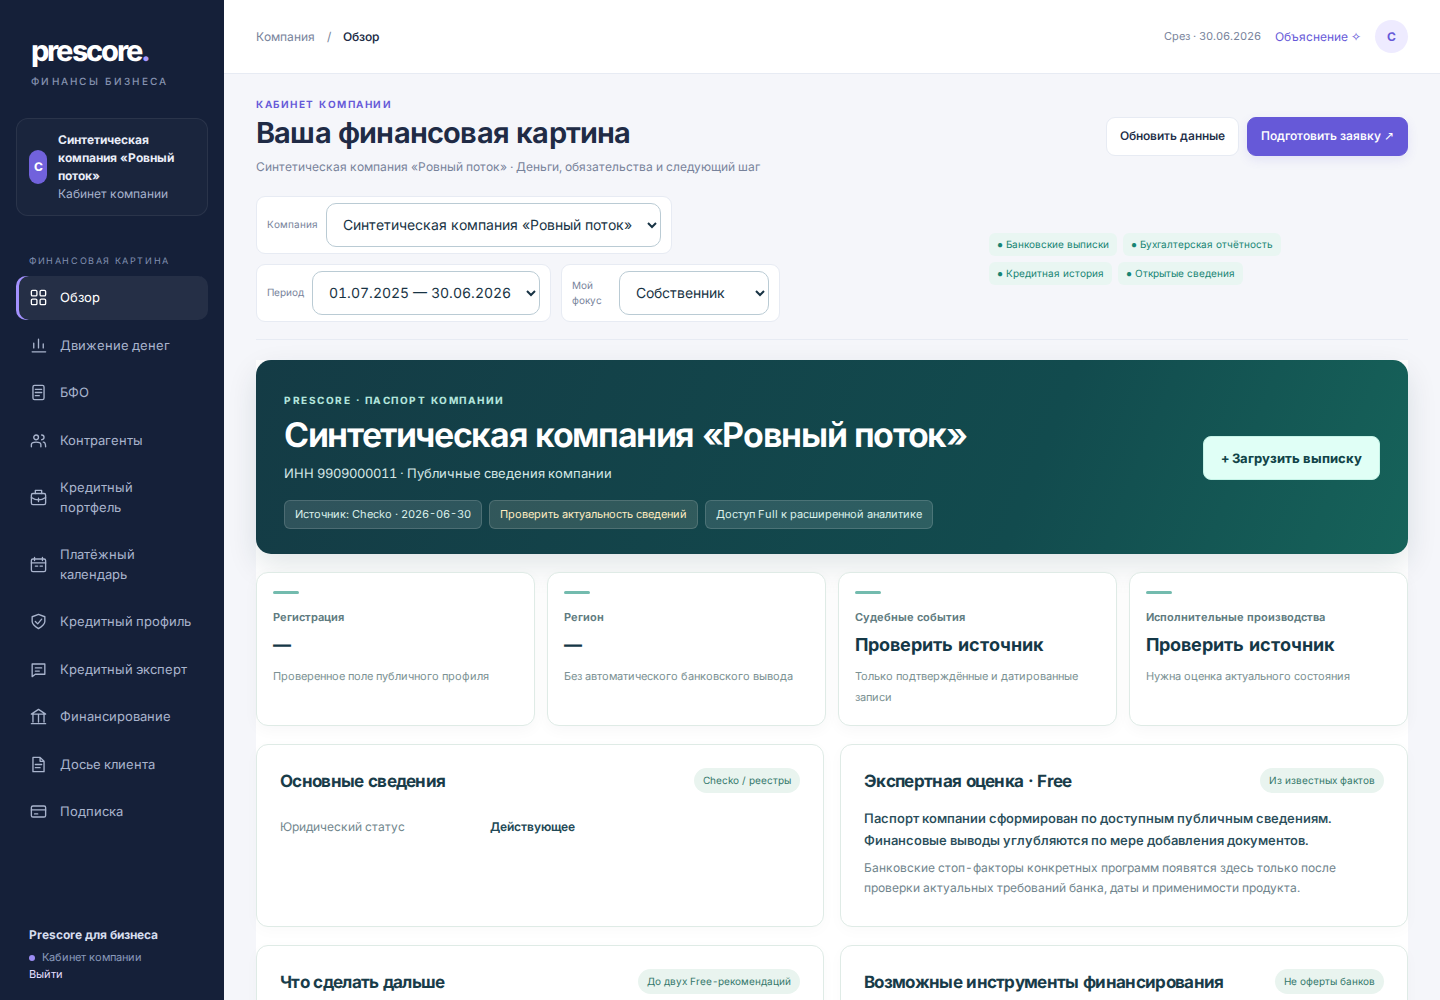 prescore.
ФИНАНСЫ БИЗНЕСА
С
Синтетическая
компания «Ровный
поток»
Кабинет компании
ФИНАНСОВАЯ КАРТИНА
Обзор
Движение денег
БФО
Контрагенты
Кредитный
портфель
Платёжный
календарь
Кредитный профиль
Кредитный эксперт
Финансирование
Досье клиента
Подписка
Prescore для бизнеса
Кабинет компании
Выйти
Компания / Обзор
Срез · 30.06.2026 Объяснение ✧ С
КАБИНЕТ КОМПАНИИ
Ваша финансовая картина
Синтетическая компания «Ровный поток» · Деньги, обязательства и следующий шаг
Обновить данные
Подготовить заявку ↗
Компания Синтетическая компания «Ровный поток»
Период 01.07.2025 — 30.06.2026
Мой
фокус
Собственник
● Банковские выписки ● Бухгалтерская отчётность
● Кредитная история ● Открытые сведения
PRESCORE · ПАСПОРТ КОМПАНИИ
Синтетическая компания «Ровный поток»
ИНН 9909000011 · Публичные сведения компании
Источник: Checko · 2026-06-30
Проверить актуальность сведений
Доступ Full к расширенной аналитике
+ Загрузить выписку
Регистрация
—
Проверенное поле публичного профиля
Регион
—
Без автоматического банковского вывода
Судебные события
Проверить источник
Только подтверждённые и датированные
записи
Исполнительные производства
Проверить источник
Нужна оценка актуального состояния
Основные сведения
Checko / реестры
Юридический статус Действующее
Экспертная оценка · Free
Из известных фактов
Паспорт компании сформирован по доступным публичным сведениям.
Финансовые выводы углубляются по мере добавления документов.
Банковские стоп-факторы конкретных программ появятся здесь только после
проверки актуальных требований банка, даты и применимости продукта.
Что сделать дальше
До двух Free-рекомендаций
Возможные инструменты финансирования
Не оферты банков